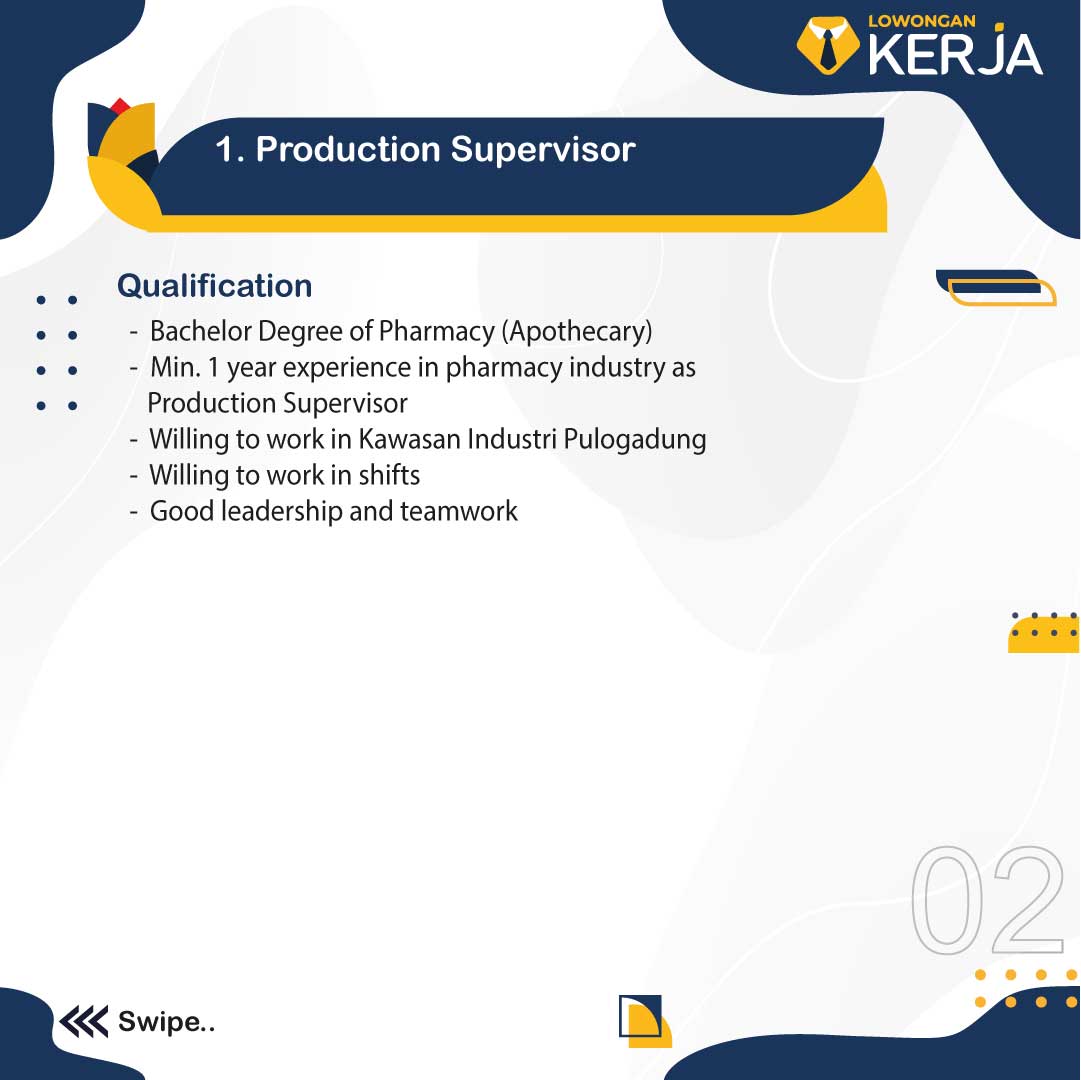 LOWONGAN
KERJA
1. Production Supervisor
Qualification
- Bachelor Degree of Pharmacy (Apothecary)
- Min. 1 year experience in pharmacy industry as
Production Supervisor
- Willing to work in Kawasan Industri Pulogadung
- Willing to work in shifts
- Good leadership and teamwork
02
Swipe..